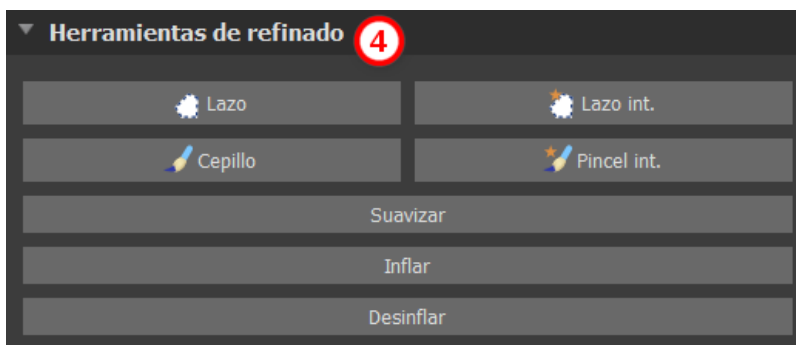 Herramientas de refinado 4
Lazo Lazo int.
Cepillo Pincel int.
Suavizar
Inflar
Desinflar